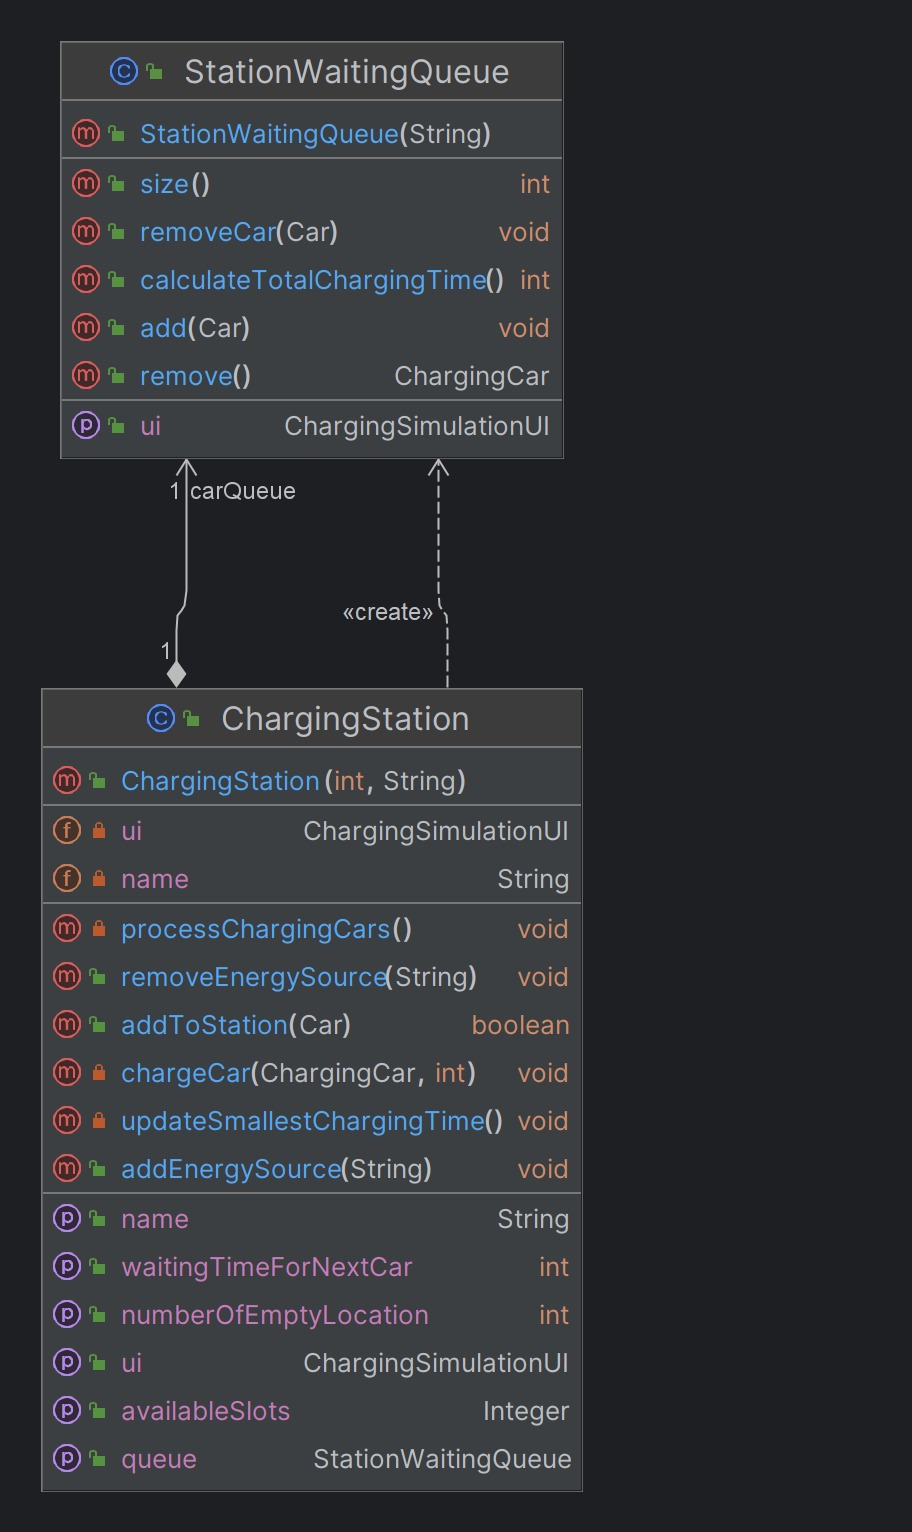 StationWaitingQueue
StationWaitingQueue(String)
size() int
removeCar(Car) void
calculateTotalChargingTime() int
add(Car) void
remove() ChargingCar
ui ChargingSimulationUI
1 carQueue
«create»
1
ChargingStation
ChargingStation(int, String)
ui ChargingSimulationUI
name String
processChargingCars() void
removeEnergySource(String) void
addToStation(Car) boolean
chargeCar(ChargingCar, int) void
updateSmallestChargingTime() void
addEnergySource(String) void
name String
waitingTimeForNextCar int
numberOfEmptyLocation int
ui ChargingSimulationUI
availableSlots Integer
queue StationWaitingQueue